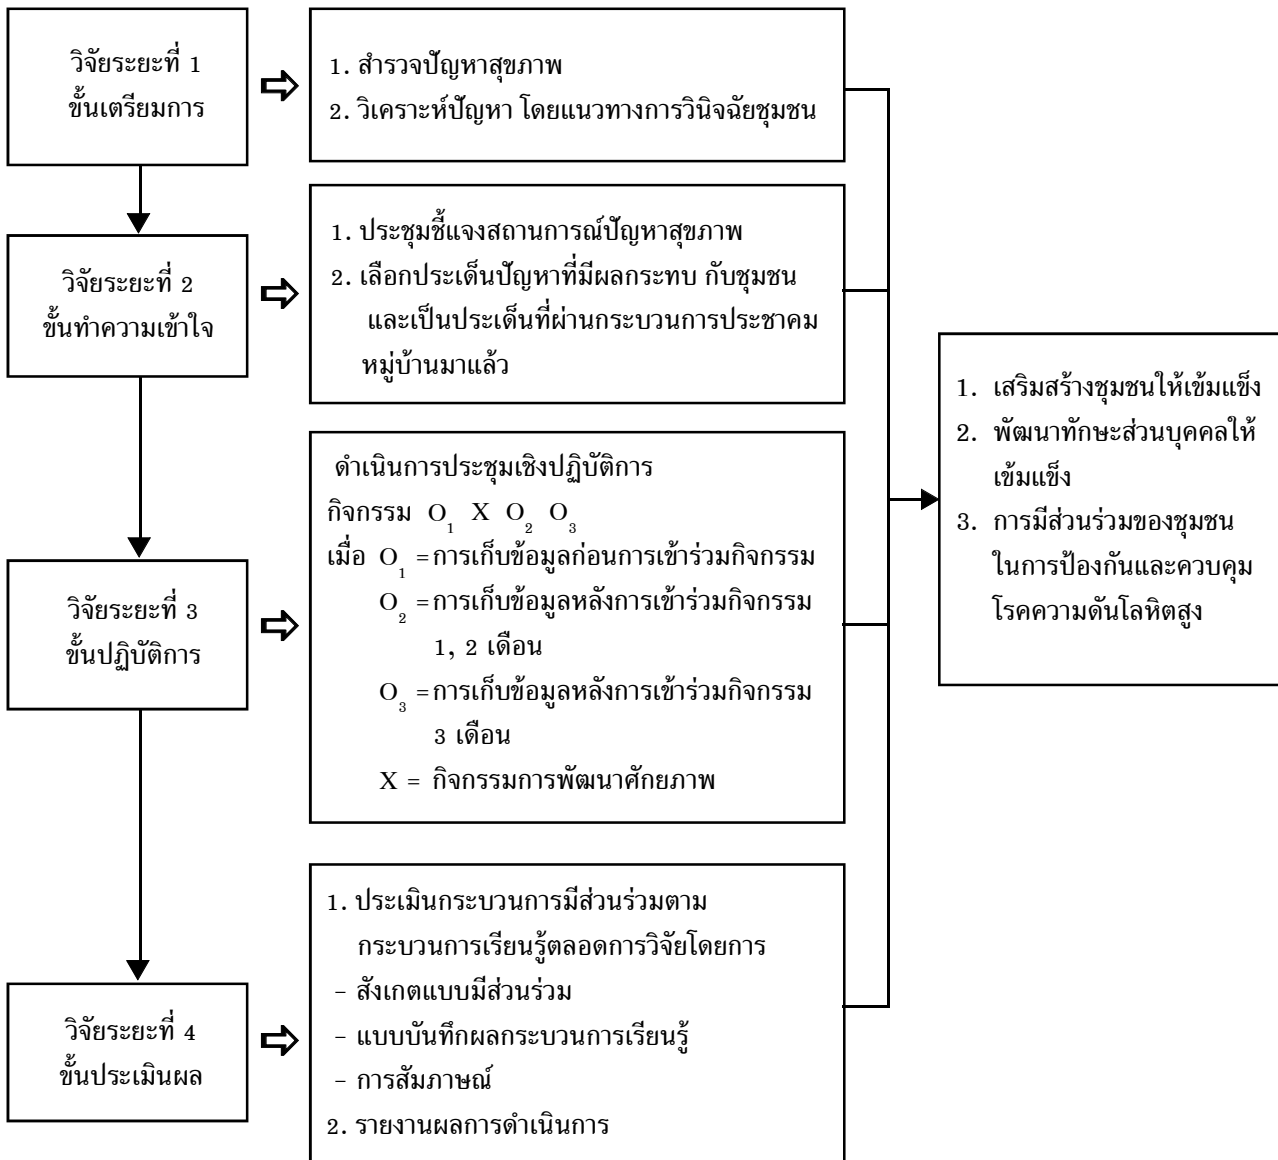 วิจัยระยะที่ 1
ขั้นเตรียมการ
1. สำรวจปัญหาสุขภาพ
2. วิเคราะห์ปัญหา โดยแนวทางการวินิจฉัยชุมชน
วิจัยระยะที่ 2
ขั้นทำความเข้าใจ
1. ประชุมชี้แจงสถานการณ์ปัญหาสุขภาพ
2. เลือกประเด็นปัญหาที่มีผลกระทบ กับชุมชน
และเป็นประเด็นที่ผ่านกระบวนการประชาคม
หมู่บ้านมาแล้ว
วิจัยระยะที่ 3
ขั้นปฏิบัติการ
ดำเนินการประชุมเชิงปฏิบัติการ
กิจกรรม O₁ X O₂ O₃
เมื่อ O₁ =การเก็บข้อมูลก่อนการเข้าร่วมกิจกรรม
O₂ =การเก็บข้อมูลหลังการเข้าร่วมกิจกรรม
1, 2 เดือน
O₃ =การเก็บข้อมูลหลังการเข้าร่วมกิจกรรม
3 เดือน
X = กิจกรรมการพัฒนาศักยภาพ
วิจัยระยะที่ 4
ขั้นประเมินผล
1. ประเมินกระบวนการมีส่วนร่วมตาม
กระบวนการเรียนรู้ตลอดการวิจัยโดยการ
- สังเกตแบบมีส่วนร่วม
- แบบบันทึกผลกระบวนการเรียนรู้
- การสัมภาษณ์
2. รายงานผลการดำเนินการ
1. เสริมสร้างชุมชนให้เข้มแข็ง
2. พัฒนาทักษะส่วนบุคคลให้
เข้มแข็ง
3. การมีส่วนร่วมของชุมชน
ในการป้องกันและควบคุม
โรคความดันโลหิตสูง